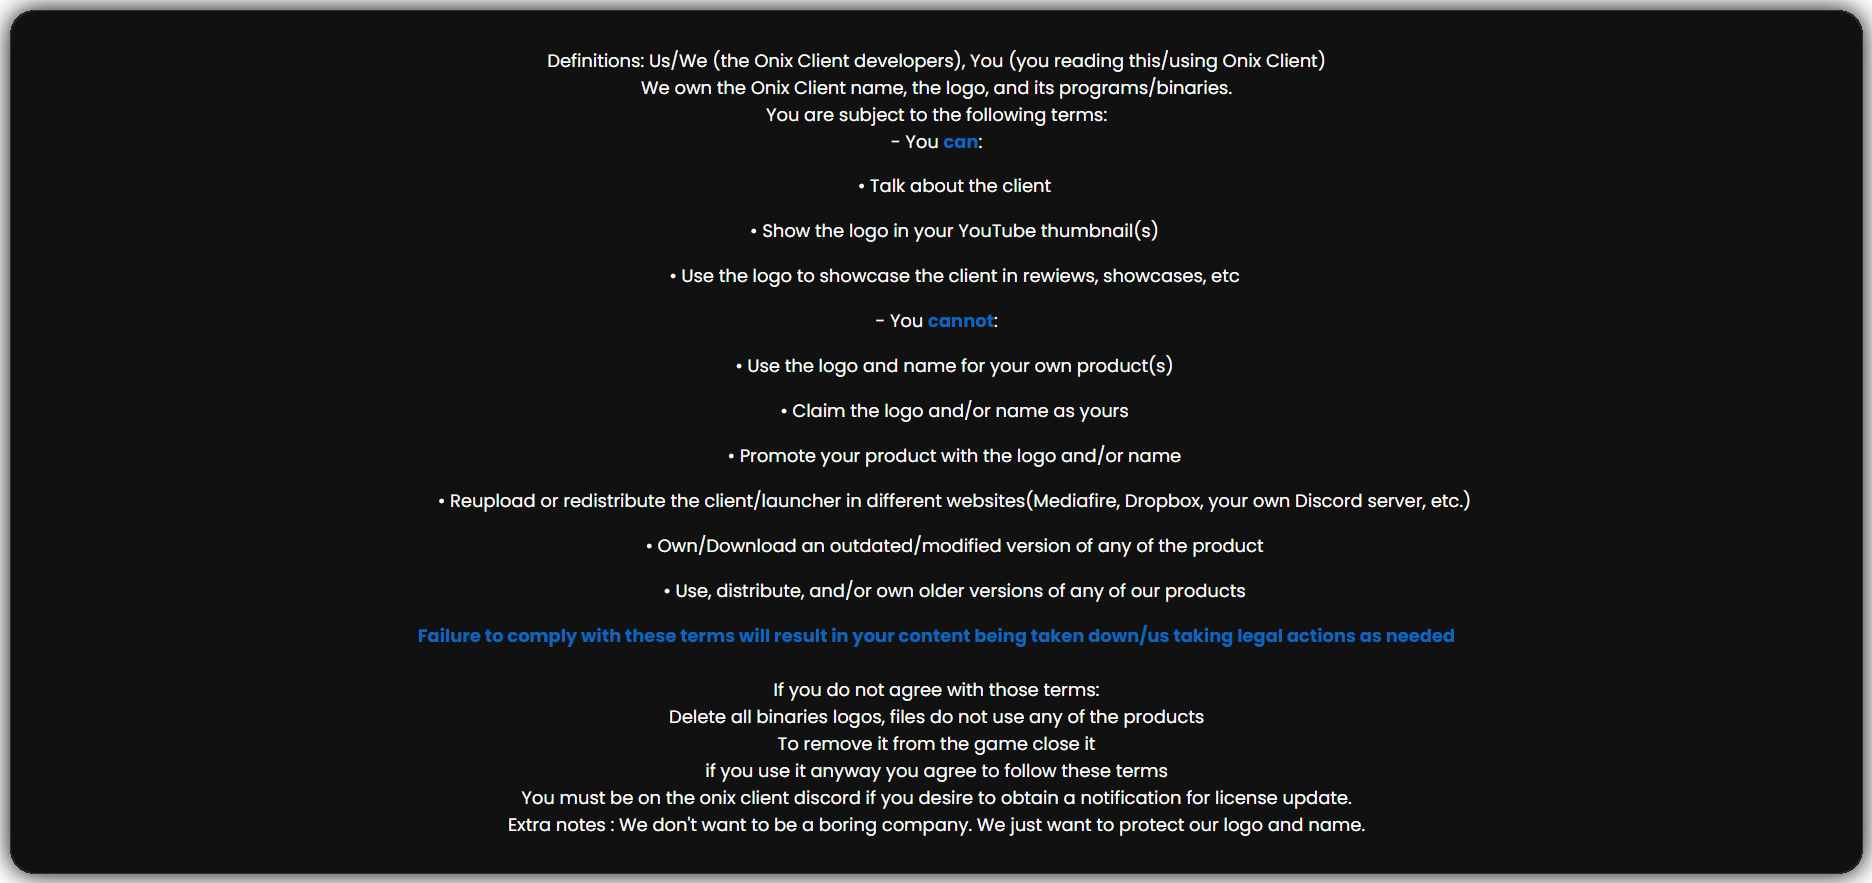 Definitions: Us/We (the Onix Client developers), You (you reading this/using Onix Client)
We own the Onix Client name, the logo, and its programs/binaries.
You are subject to the following terms:
- You can:
• Talk about the client
• Show the logo in your YouTube thumbnail(s)
• Use the logo to showcase the client in rewiews, showcases, etc
- You cannot:
• Use the logo and name for your own product(s)
• Claim the logo and/or name as yours
• Promote your product with the logo and/or name
• Reupload or redistribute the client/launcher in different websites(Mediafire, Dropbox, your own Discord server, etc.)
• Own/Download an outdated/modified version of any of the product
• Use, distribute, and/or own older versions of any of our products
Failure to comply with these terms will result in your content being taken down/us taking legal actions as needed
If you do not agree with those terms:
Delete all binaries logos, files do not use any of the products
To remove it from the game close it
if you use it anyway you agree to follow these terms
You must be on the onix client discord if you desire to obtain a notification for license update.
Extra notes : We don't want to be a boring company. We just want to protect our logo and name.